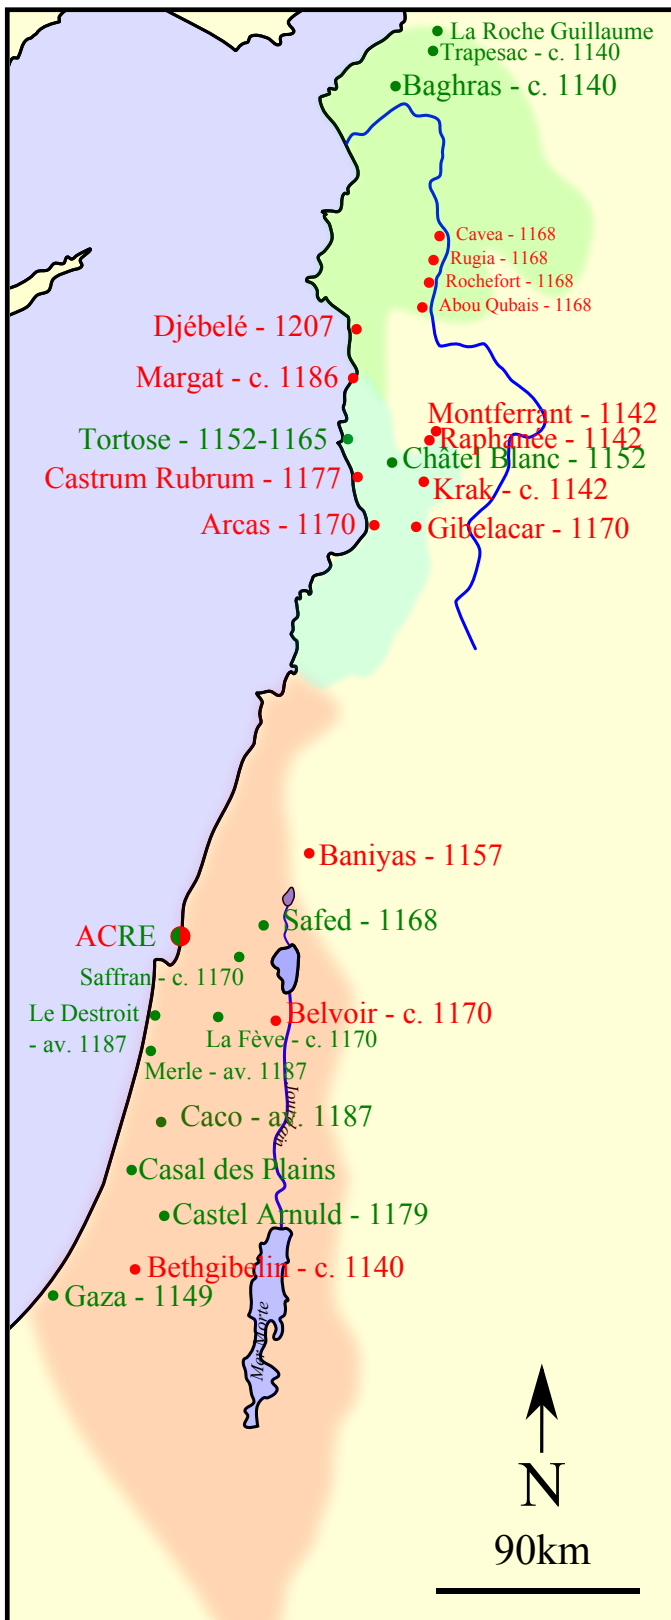 La Roche Guillaume
Trapesac - c. 1140
Baghras - c. 1140
Cavea - 1168
Rugia - 1168
Rochefort - 1168
Abou Qubais - 1168
Djébelé - 1207
Margat - c. 1186
Montferrant - 1142
Tortose - 1152-1165
Raphanée - 1142
Châtel Blanc - 1152
Castrum Rubrum - 1177
Krak - c. 1142
Arcas - 1170
Gibelacar - 1170
Baniyas - 1157
Safed - 1168
ACRE
Saffran - c. 1170
Le Destroit
- av. 1187
Belvoir - c. 1170
La Fève - c. 1170
Merle - av. 1187
Jourdain
Caco - av. 1187
Casal des Plains
Castel Arnuld - 1179
Bethgibelin - c. 1140
Gaza - 1149
Mer Morte
N
90km